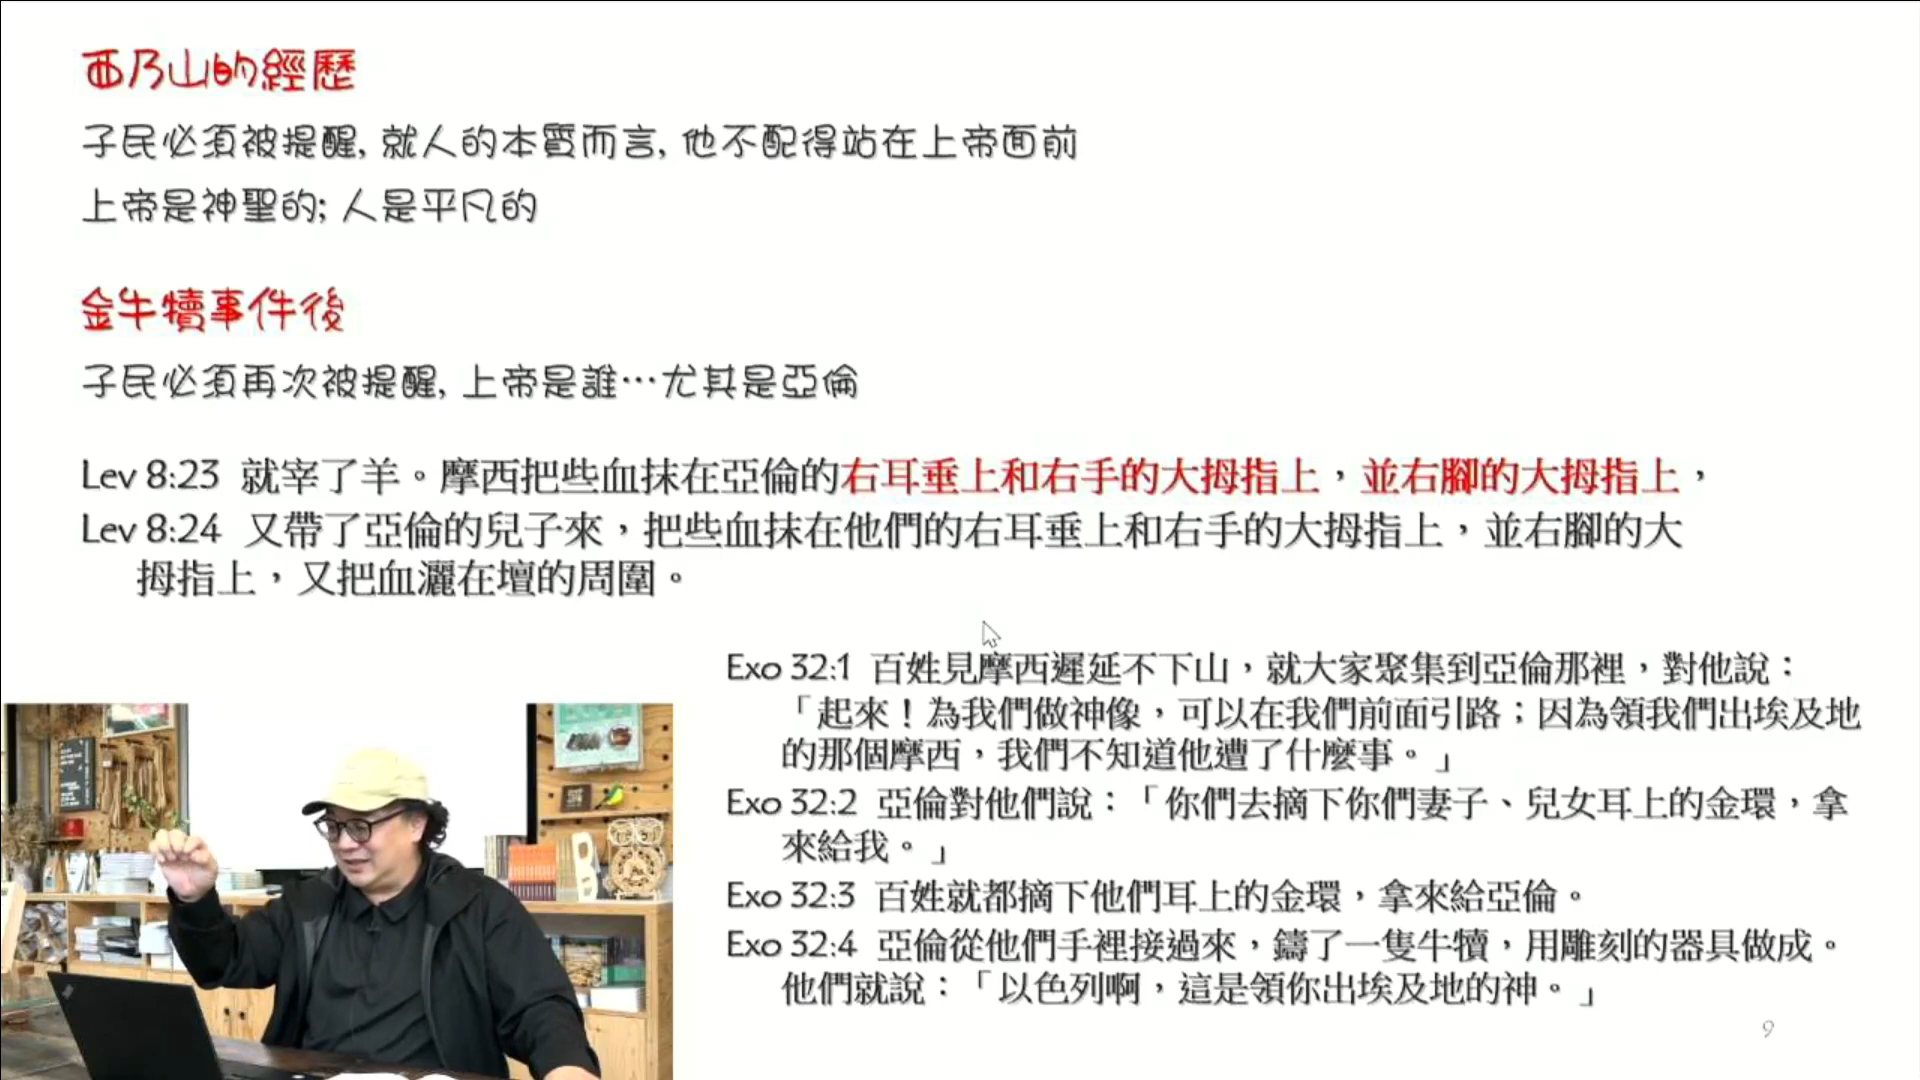 西乃山的經歷
子民必須被提醒, 就人的本質而言, 他不配得站在上帝面前
上帝是神聖的; 人是平凡的
金牛犢事件後
子民必須再次被提醒, 上帝是誰…尤其是亞倫
Lev 8:23 就宰了羊。摩西把些血抹在亞倫的右耳垂上和右手的大拇指上，並右腳的大拇指上，
Lev 8:24 又帶了亞倫的兒子來，把些血抹在他們的右耳垂上和右手的大拇指上，並右腳的大
拇指上，又把血灑在壇的周圍。
Exo 32:1 百姓見摩西遲延不下山，就大家聚集到亞倫那裡，對他說：
「起來！為我們做神像，可以在我們前面引路；因為領我們出埃及地
的那個摩西，我們不知道他遭了什麼事。」
Exo 32:2 亞倫對他們說：「你們去摘下你們妻子、兒女耳上的金環，拿
來給我。」
Exo 32:3 百姓就都摘下他們耳上的金環，拿來給亞倫。
Exo 32:4 亞倫從他們手裡接過來，鑄了一隻牛犢，用雕刻的器具做成。
他們就說：「以色列啊，這是領你出埃及地的神。」
9